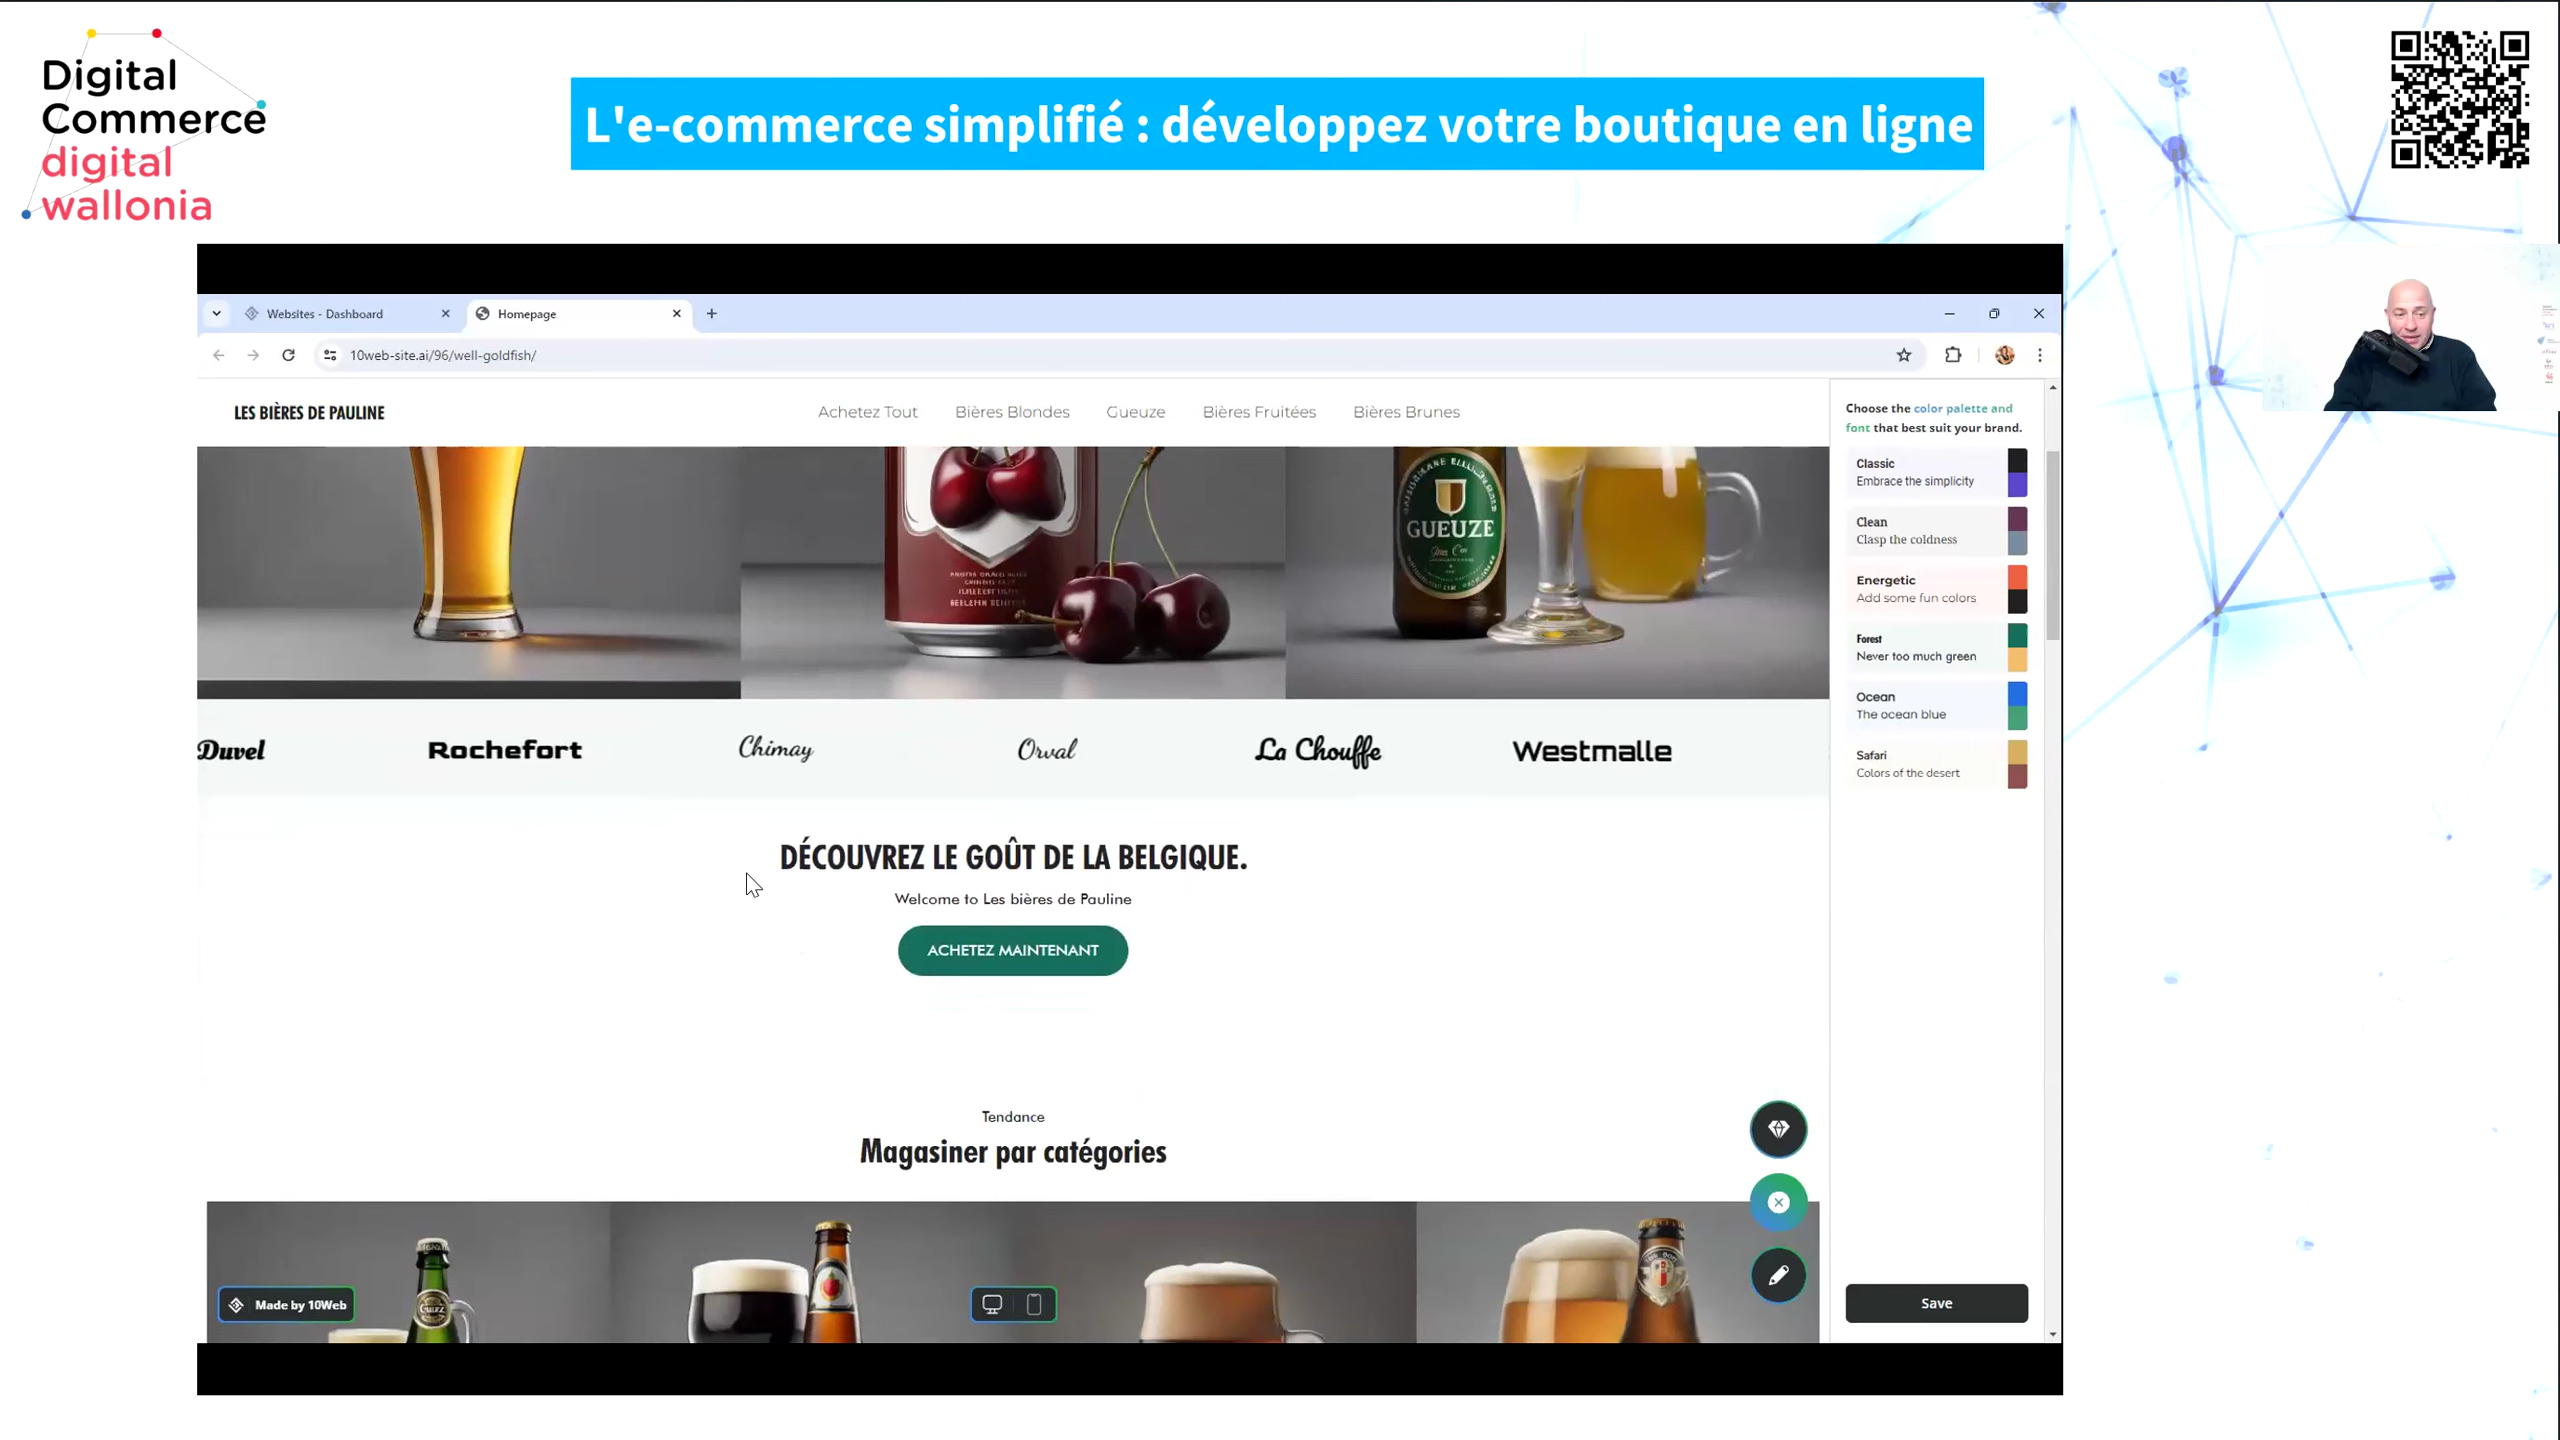 Digital
Commerce
digital
wallonia
L'e-commerce simplifié : développez votre boutique en ligne
Websites - Dashboard
Homepage
10web-site.ai/96/well-goldfish/
LES BIÈRES DE PAULINE
Achetez Tout
Bières Blondes
Gueuze
Bières Fruitées
Bières Brunes
GUEUZE
Duvel
Rochefort
Chimay
Orval
La Chouffe
Westmalle
DÉCOUVREZ LE GOÛT DE LA BELGIQUE.
Welcome to Les bières de Pauline
ACHETEZ MAINTENANT
Tendance
Magasiner par catégories
Made by 10Web
Choose the color palette and
font that best suit your brand.
Classic
Embrace the simplicity
Clean
Clasp the coldness
Energetic
Add some fun colors
Forest
Never too much green
Ocean
The ocean blue
Safari
Colors of the desert
Save